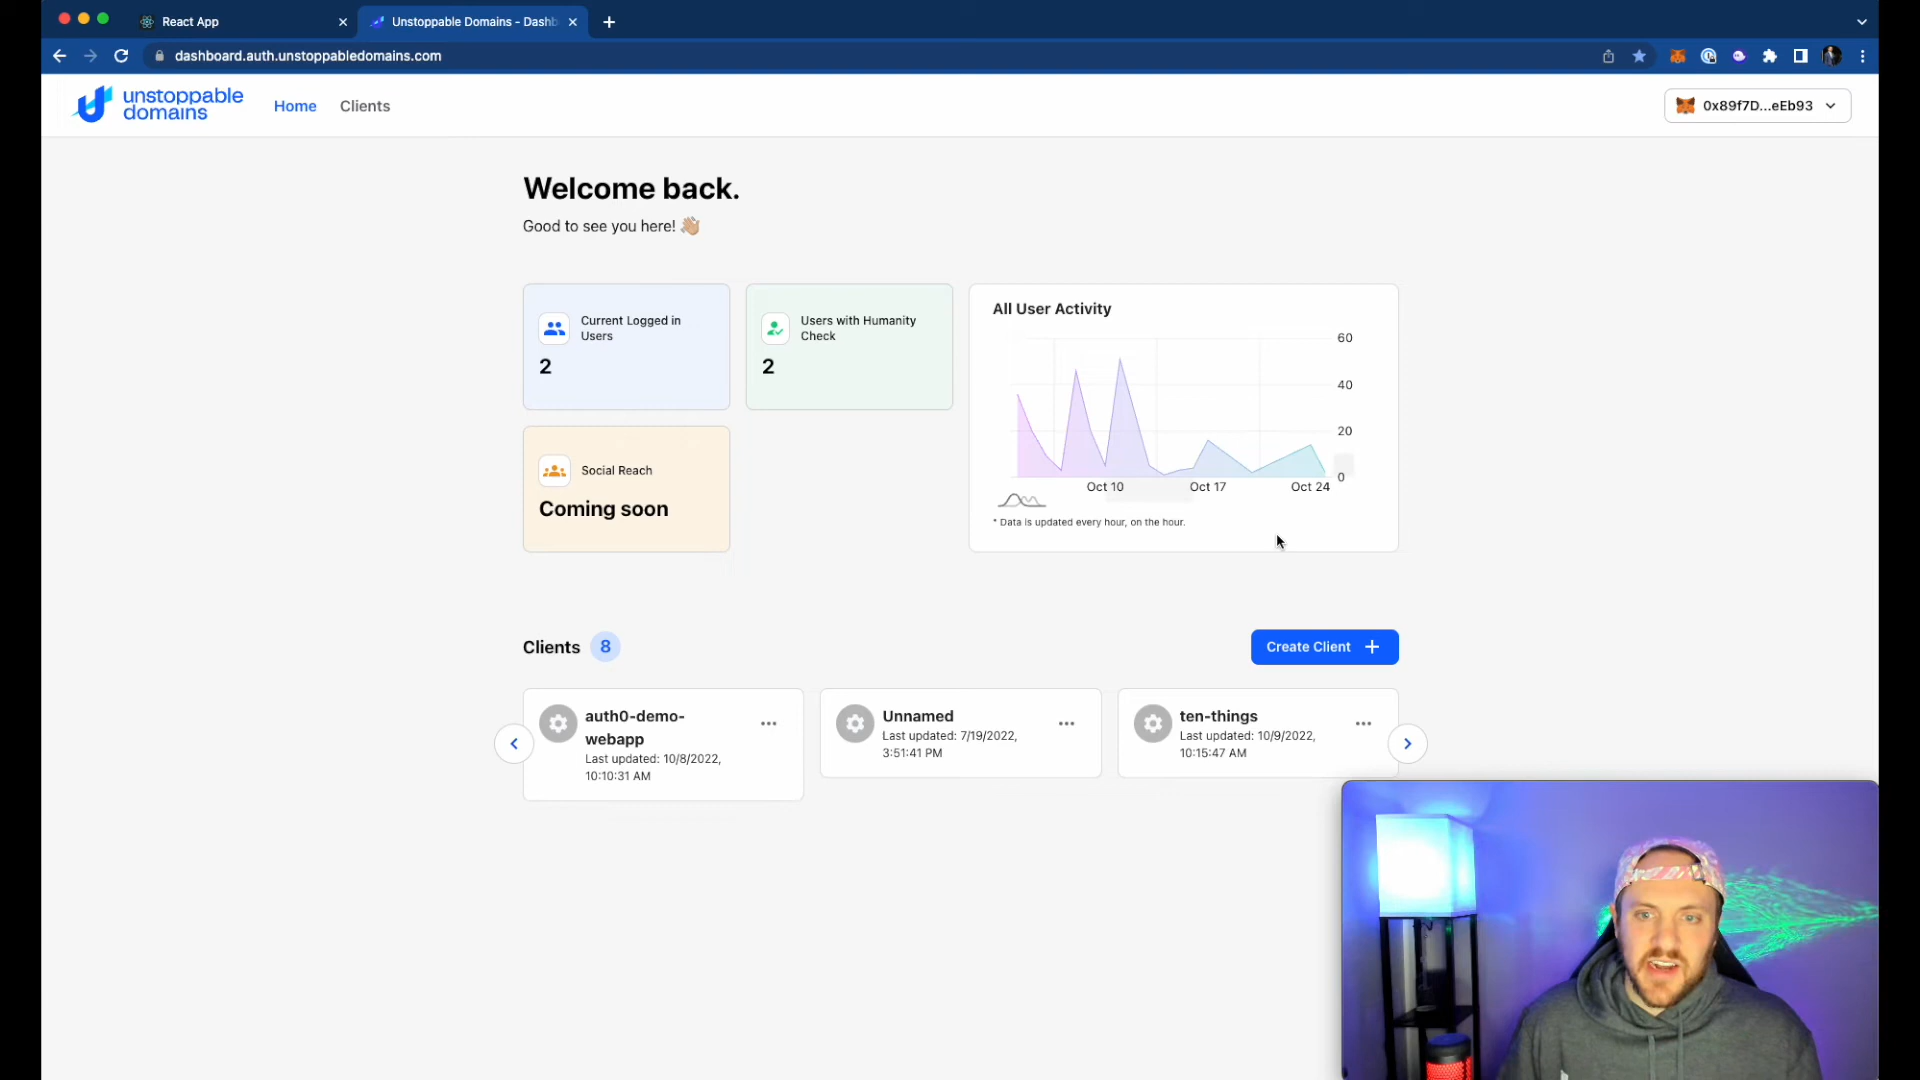 React App
Unstoppable Domains - Dashb
dashboard.auth.unstoppabledomains.com
unstoppable
domains
Home
Clients
0x89f7D...eEb93
Welcome back.
Good to see you here! 👋🏼
Current Logged in
Users
2
Users with Humanity
Check
2
Social Reach
Coming soon
All User Activity
60
40
20
0
Oct 10
Oct 17
Oct 24
* Data is updated every hour, on the hour.
Clients 8
Create Client +
auth0-demo-
webapp
Last updated: 10/8/2022,
10:10:31 AM
Unnamed
Last updated: 7/19/2022,
3:51:41 PM
ten-things
Last updated: 10/9/2022,
10:15:47 AM